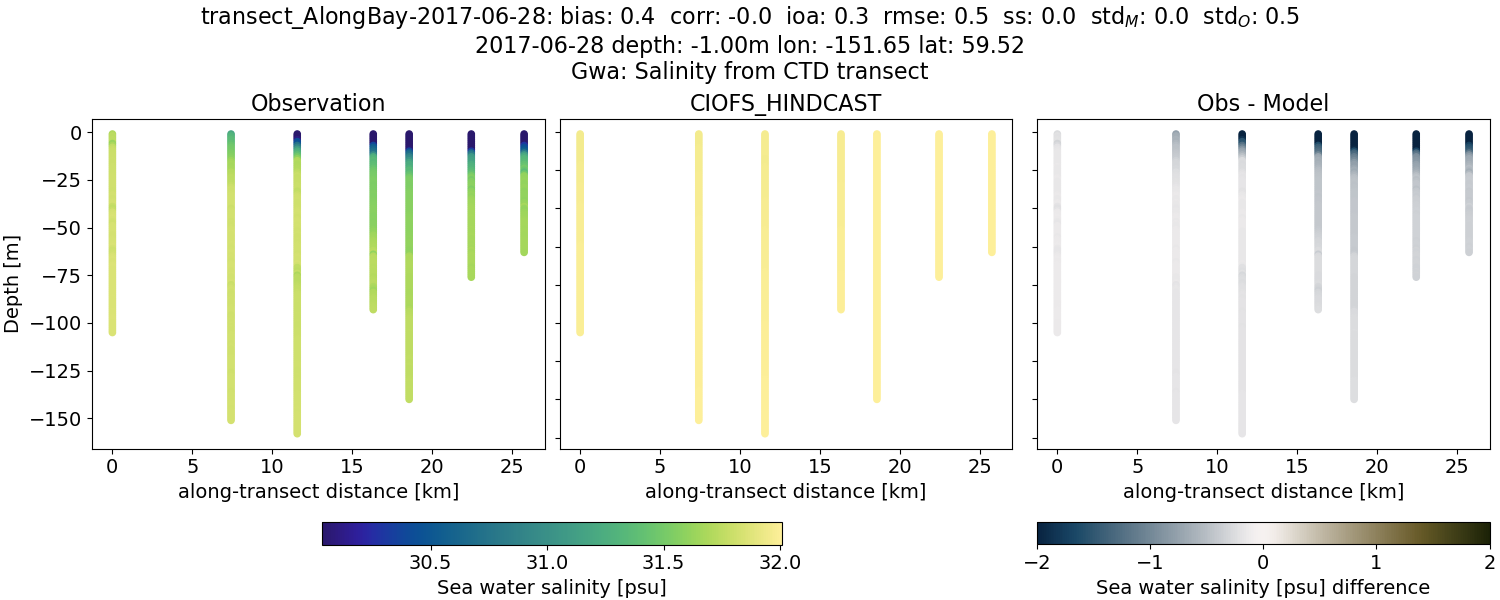 transect_AlongBay-2017-06-28: bias: 0.4 corr: -0.0 ioa: 0.3 rmse: 0.5 ss: 0.0 std_M: 0.0 std_O: 0.5
2017-06-28 depth: -1.00m lon: -151.65 lat: 59.52
Gwa: Salinity from CTD transect
Observation
CIOFS_HINDCAST
Obs - Model
Depth [m]
0
−25
−50
−75
−100
−125
−150
0 5 10 15 20 25
0 5 10 15 20 25
0 5 10 15 20 25
along-transect distance [km]
along-transect distance [km]
along-transect distance [km]
30.5 31.0 31.5 32.0
Sea water salinity [psu]
−2 −1 0 1 2
Sea water salinity [psu] difference